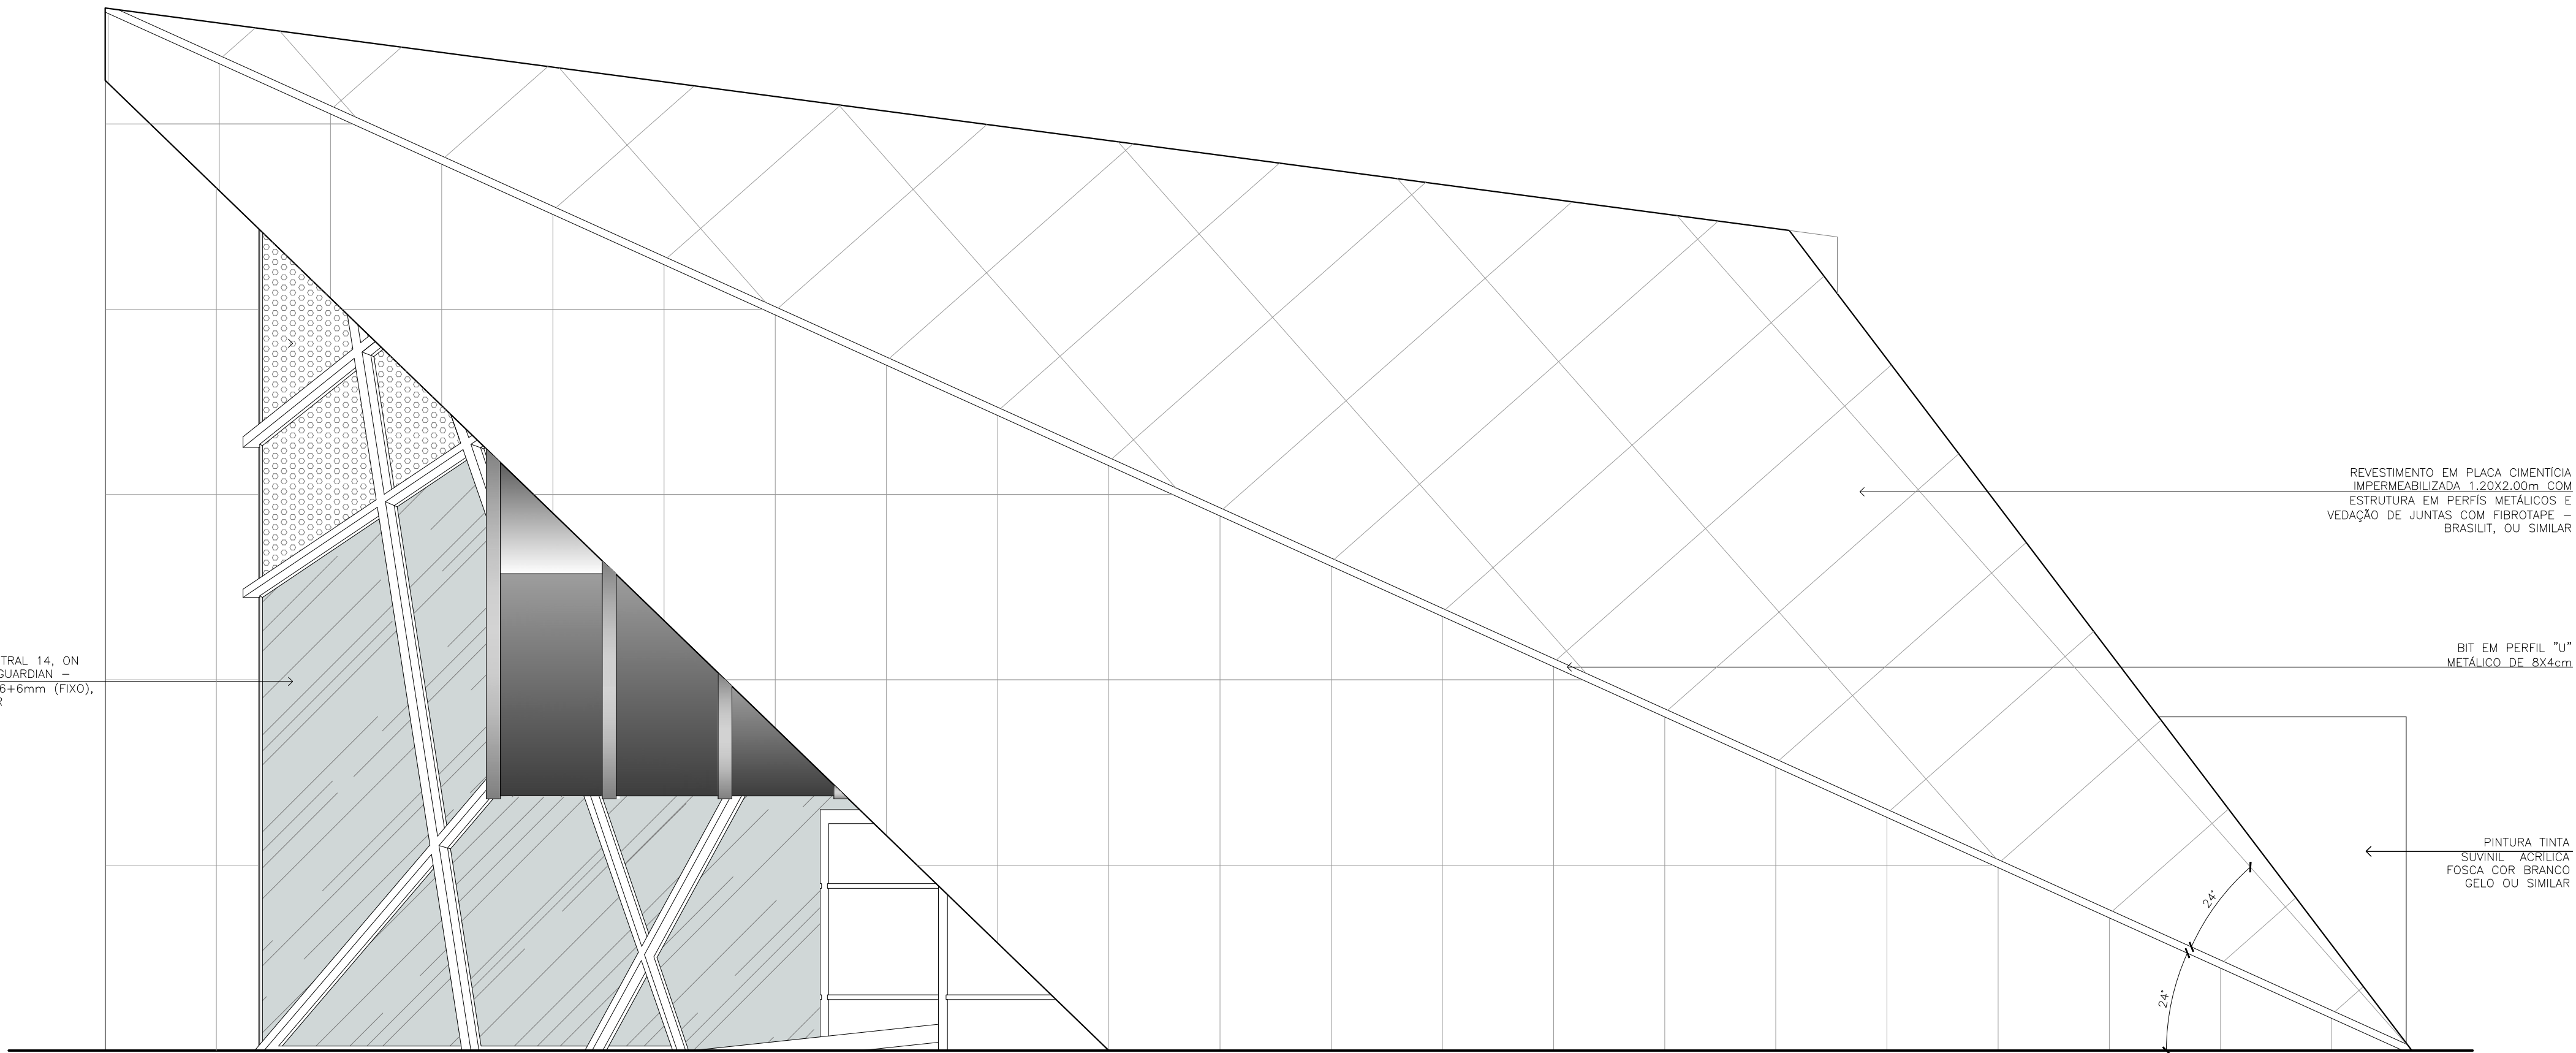 TRAL 14, ON
GUARDIAN –
6+6mm (FIXO),
REVESTIMENTO EM PLACA CIMENTÍCIA
IMPERMEABILIZADA 1.20X2.00m COM
ESTRUTURA EM PERFÍS METÁLICOS E
VEDAÇÃO DE JUNTAS COM FIBROTAPE –
BRASILIT, OU SIMILAR
BIT EM PERFIL "U"
METÁLICO DE 8X4cm
PINTURA TINTA
SUVINIL ACRÍLICA
FOSCA COR BRANCO
GELO OU SIMILAR
24°
24°